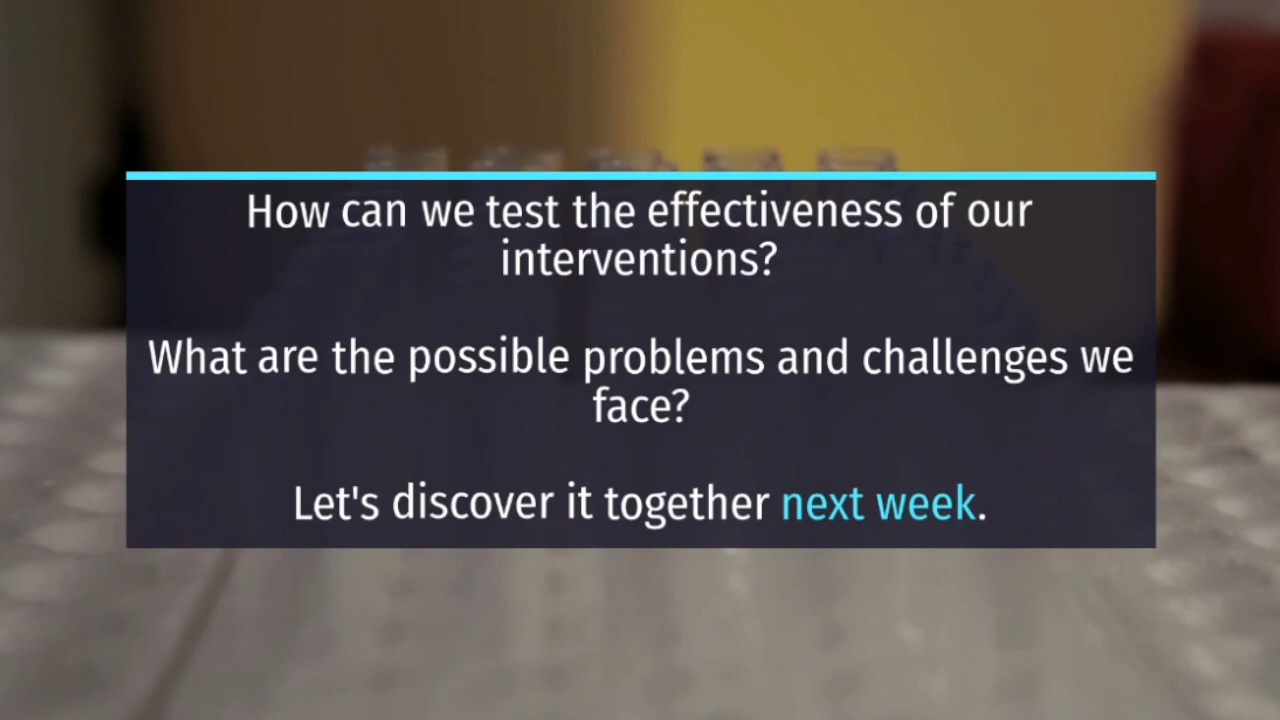 How can we test the effectiveness of our
interventions?
What are the possible problems and challenges we
face?
Let's discover it together next week.